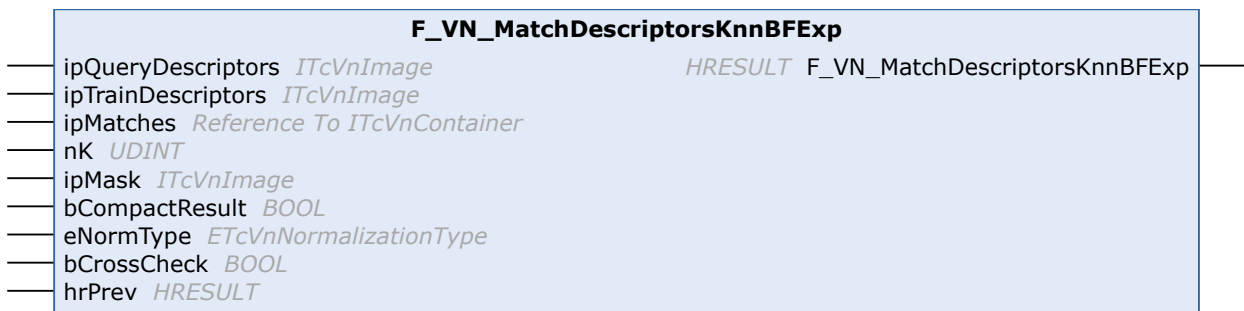 F_VN_MatchDescriptorsKnnBFExp
ipQueryDescriptors ITcVnImage HRESULT F_VN_MatchDescriptorsKnnBFExp
ipTrainDescriptors ITcVnImage
ipMatches Reference To ITcVnContainer
nK UDINT
ipMask ITcVnImage
bCompactResult BOOL
eNormType ETcVnNormalizationType
bCrossCheck BOOL
hrPrev HRESULT